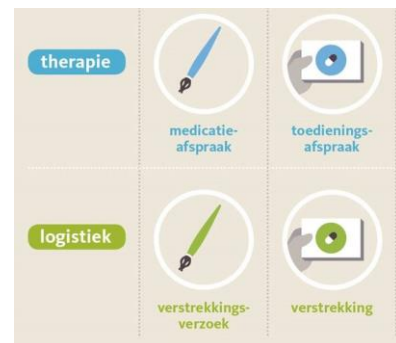 therapie
medicatie-
afspraak
toedienings-
afspraak
logistiek
verstrekkings-
verzoek
verstrekking